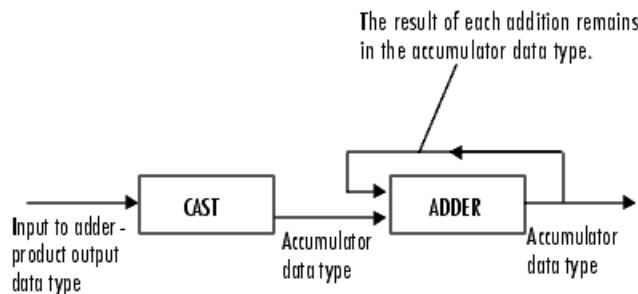 The result of each addition remains
in the accumulator data type.
CAST
ADDER
Input to adder -
product output
data type
Accumulator
data type
Accumulator
data type